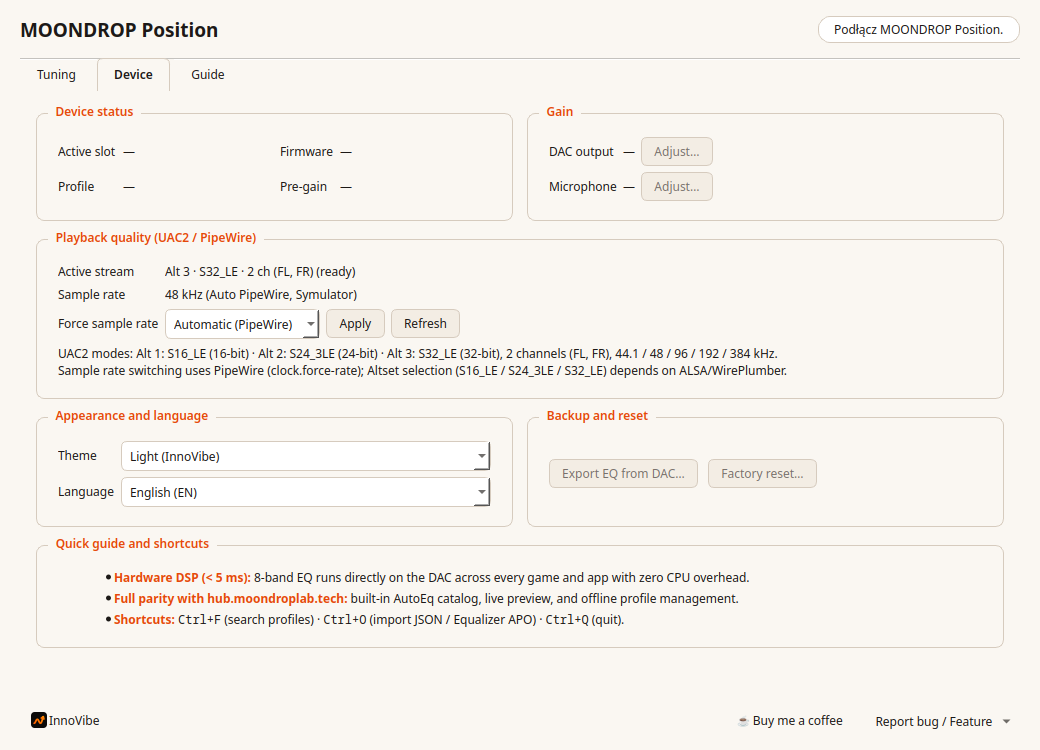 MOONDROP Position
Podłącz MOONDROP Position.
Tuning
Device
Guide
Device status
Active slot —
Firmware —
Profile —
Pre-gain —
Gain
DAC output — Adjust...
Microphone — Adjust...
Playback quality (UAC2 / PipeWire)
Active stream Alt 3 · S32_LE · 2 ch (FL, FR) (ready)
Sample rate 48 kHz (Auto PipeWire, Symulator)
Force sample rate Automatic (PipeWire) Apply Refresh
UAC2 modes: Alt 1: S16_LE (16-bit) · Alt 2: S24_3LE (24-bit) · Alt 3: S32_LE (32-bit), 2 channels (FL, FR), 44.1 / 48 / 96 / 192 / 384 kHz.
Sample rate switching uses PipeWire (clock.force-rate); Altset selection (S16_LE / S24_3LE / S32_LE) depends on ALSA/WirePlumber.
Appearance and language
Theme Light (InnoVibe)
Language English (EN)
Backup and reset
Export EQ from DAC... Factory reset...
Quick guide and shortcuts
• Hardware DSP (< 5 ms): 8-band EQ runs directly on the DAC across every game and app with zero CPU overhead.
• Full parity with hub.moondroplab.tech: built-in AutoEq catalog, live preview, and offline profile management.
• Shortcuts: Ctrl+F (search profiles) · Ctrl+O (import JSON / Equalizer APO) · Ctrl+Q (quit).
InnoVibe
☕ Buy me a coffee
Report bug / Feature